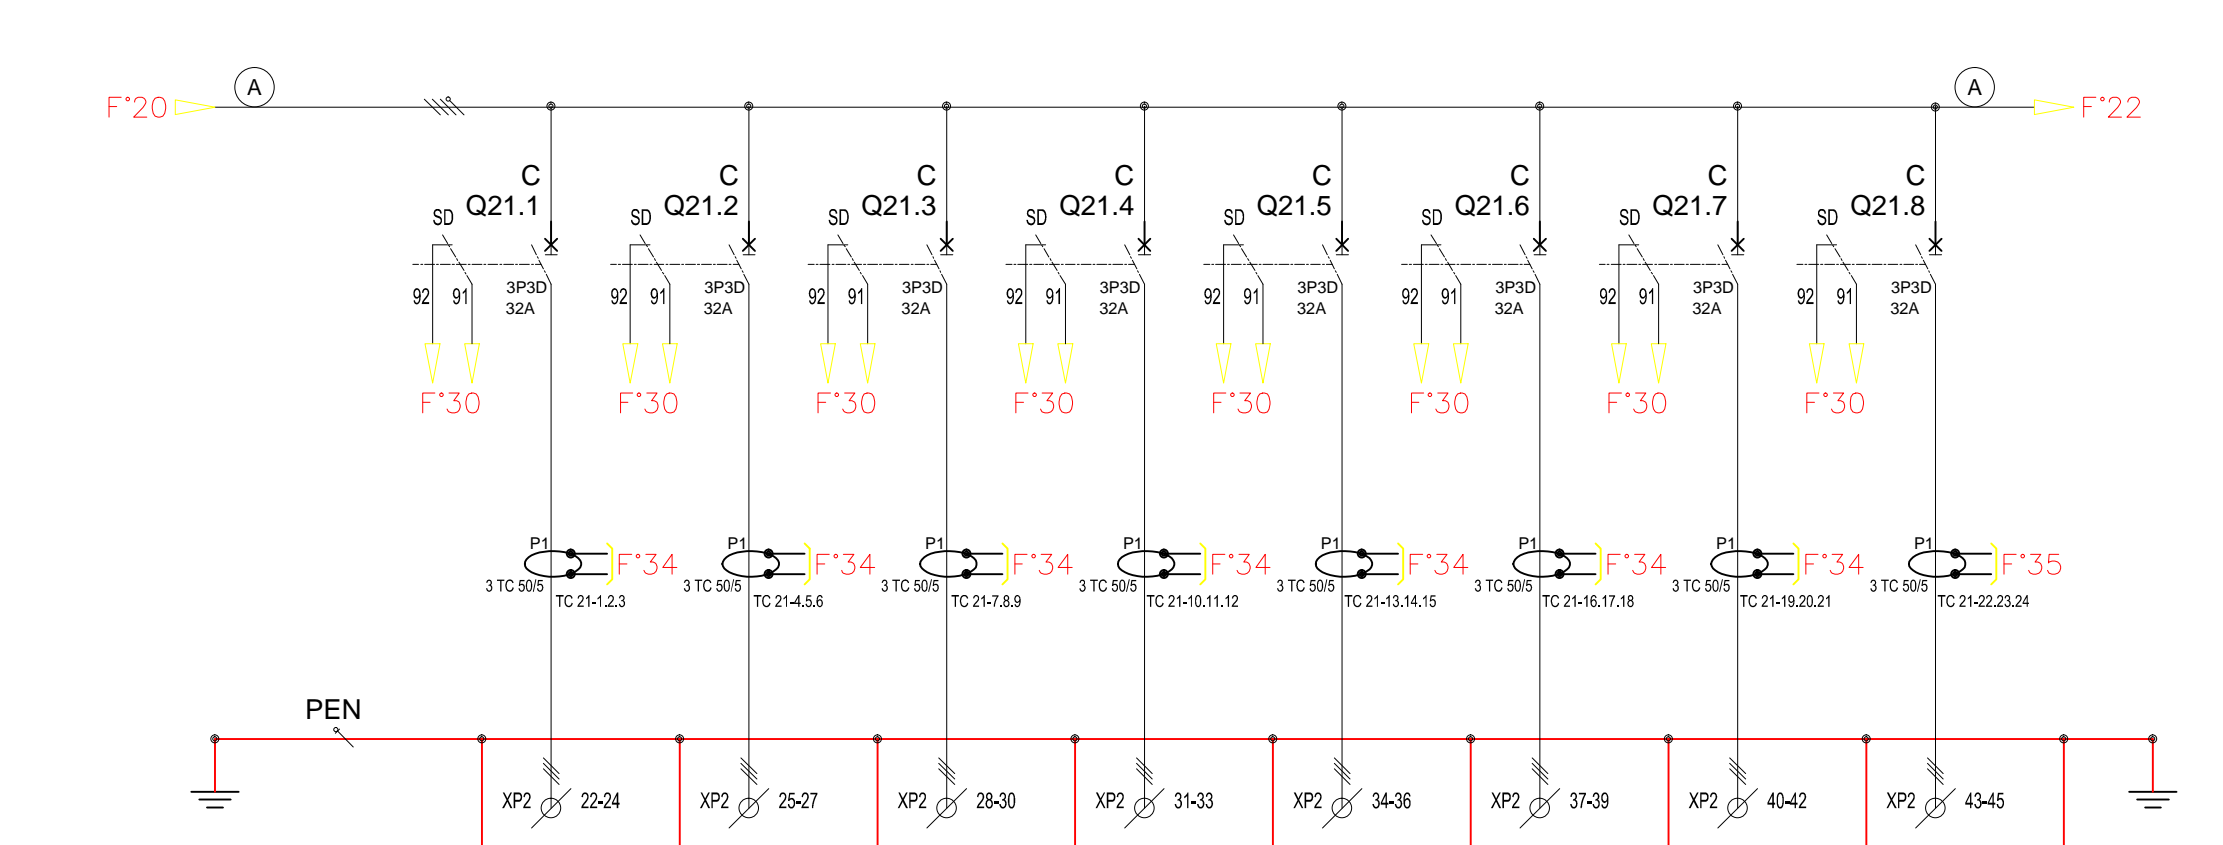 A A
F°20 F°22
C C C C C C C C
Q21.1 Q21.2 Q21.3 Q21.4 Q21.5 Q21.6 Q21.7 Q21.8
SD SD SD SD SD SD SD SD
3P3D 3P3D 3P3D 3P3D 3P3D 3P3D 3P3D 3P3D
92 91 92 91 92 91 92 91 92 91 92 91 92 91 92 91
32A 32A 32A 32A 32A 32A 32A 32A
F°30 F°30 F°30 F°30 F°30 F°30 F°30 F°30
P1 P1 P1 P1 P1 P1 P1 P1
F°34 F°34 F°34 F°34 F°34 F°34 F°34 F°35
3 TC 50/5 3 TC 50/5 3 TC 50/5 3 TC 50/5 3 TC 50/5 3 TC 50/5 3 TC 50/5 3 TC 50/5
TC 21-1.2.3 TC 21-4.5.6 TC 21-7.8.9 TC 21-10.11.12 TC 21-13.14.15 TC 21-16.17.18 TC 21-19.20.21 TC 21-22.23.24
PEN
XP2 22-24 XP2 25-27 XP2 28-30 XP2 31-33 XP2 34-36 XP2 37-39 XP2 40-42 XP2 43-45